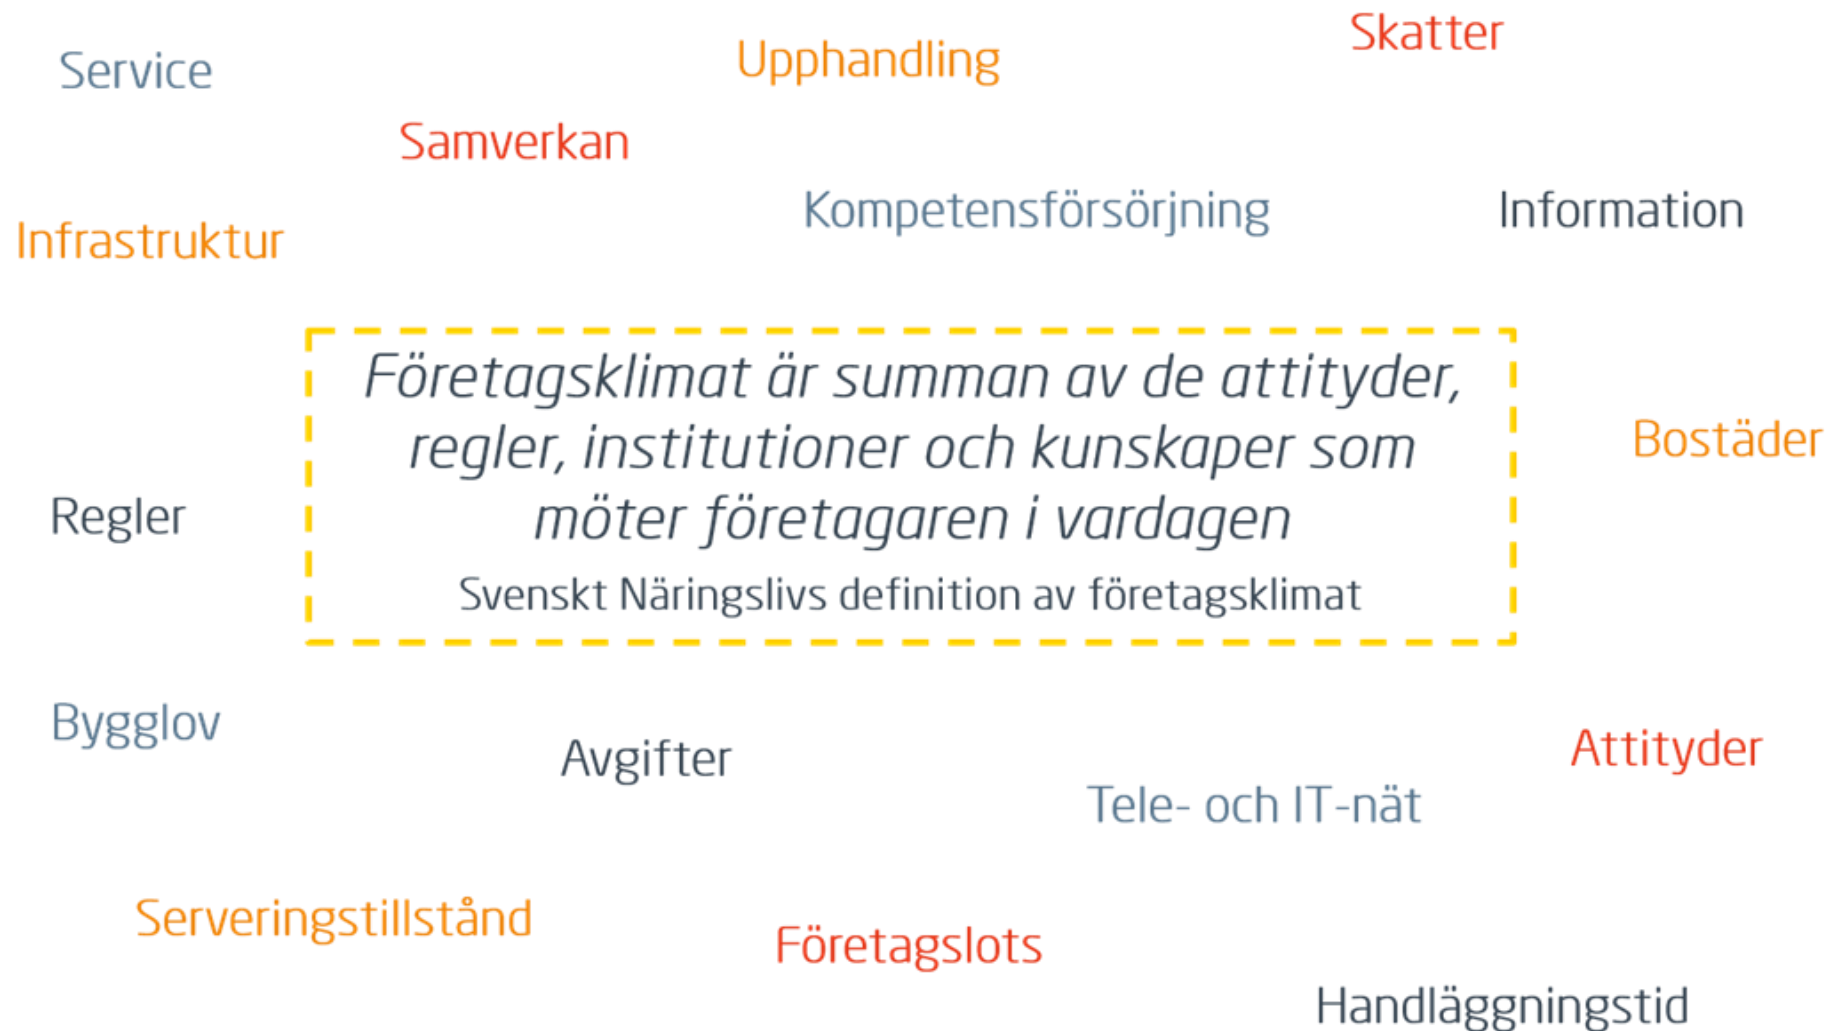 Skatter
Upphandling
Service
Samverkan
Kompetensförsörjning
Information
Infrastruktur
Företagsklimat är summan av de attityder,
regler, institutioner och kunskaper som
möter företagaren i vardagen
Svenskt Näringslivs definition av företagsklimat
Bostäder
Regler
Bygglov
Avgifter
Attityder
Tele- och IT-nät
Serveringstillstånd
Företagslots
Handläggningstid